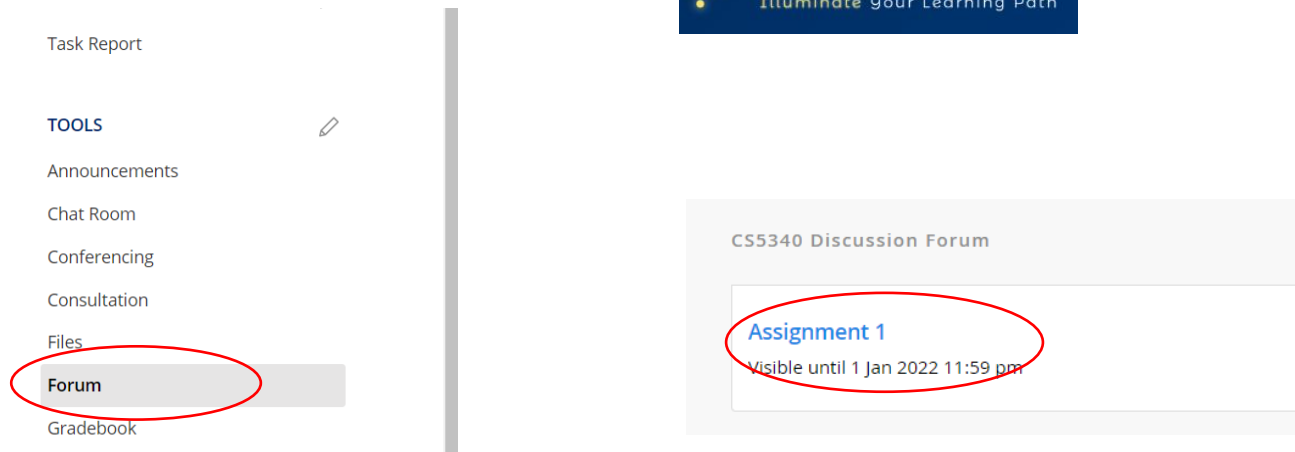 Task Report
TOOLS
Announcements
Chat Room
Conferencing
Consultation
Files
Forum
Gradebook
Illuminate your Learning Path
CS5340 Discussion Forum
Assignment 1
Visible until 1 Jan 2022 11:59 pm